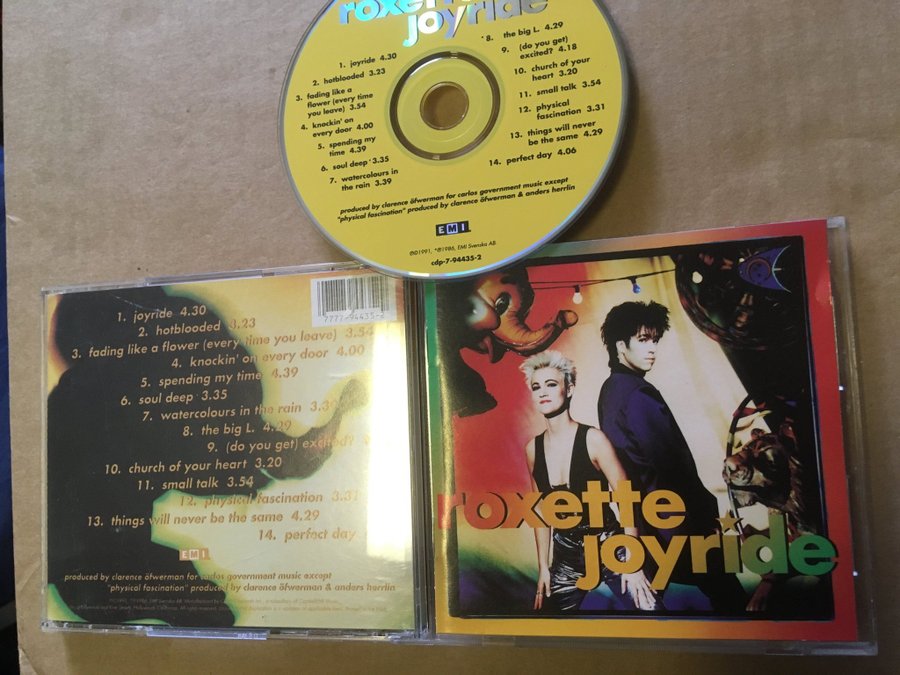 roxette
joyride
1. joyride 4.30
2. hotblooded 3.23
3. fading like a
flower (every time
you leave) 3.54
4. knockin' on
every door 4.00
5. spending my
time 4.39
6. soul deep* 3.35
7. watercolours in
the rain 3.39
8. the big L. 4.29
9. (do you get)
excited? 4.18
10. church of your
heart 3.20
11. small talk 3.54
12. physical
fascination 3.31
13. things will never
be the same 4.29
14. perfect day 4.06
produced by clarence öfwerman for carlos government music except
"physical fascination" produced by clarence öfwerman & anders herrlin
EMI
℗©1991, *℗1986, EMI Svenska AB.
cdp-7-94435-2
1. joyride 4.30
2. hotblooded 3.23
3. fading like a flower (every time you leave) 3.54
4. knockin' on every door 4.00
5. spending my time 4.39
6. soul deep 3.35
7. watercolours in the rain
8. the big L. 4.29
9. (do you get) excited?
10. church of your heart 3.20
11. small talk 3.54
12. physical fascination 3.31
13. things will never be the same 4.29
14. perfect day
7777-94435-2
EMI
produced by clarence öfwerman for carlos government music except
"physical fascination" produced by clarence öfwerman & anders herrlin
roxette
joyride